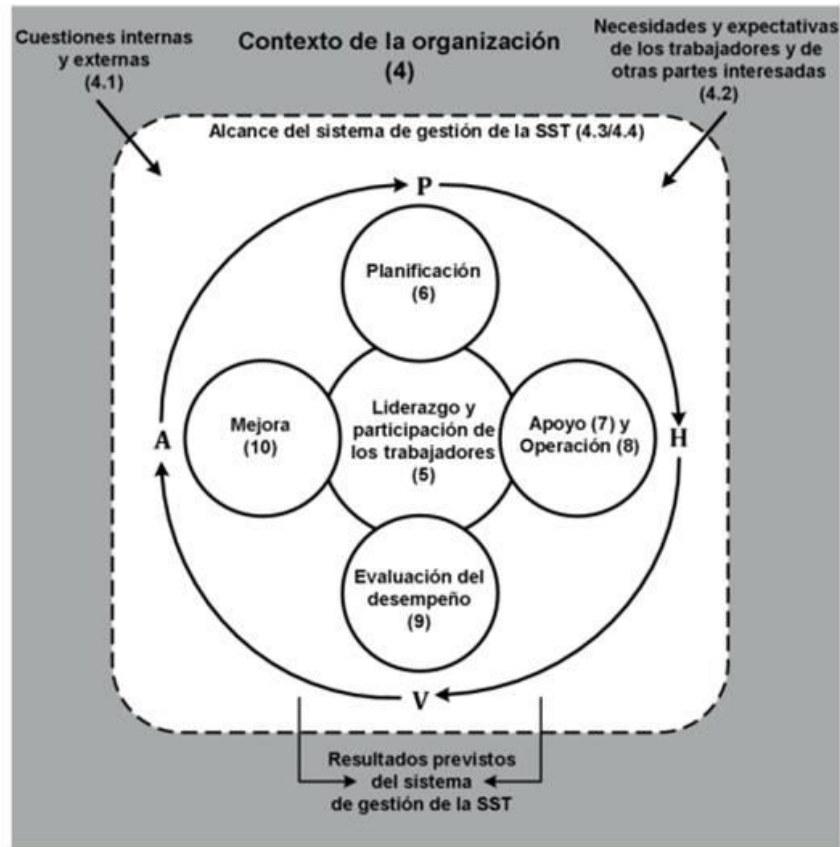 Cuestiones internas
y externas
(4.1)
Contexto de la organización
(4)
Necesidades y expectativas
de los trabajadores y de
otras partes interesadas
(4.2)
Alcance del sistema de gestión de la SST (4.3/4.4)
P
Planificación
(6)
A
Mejora
(10)
Liderazgo y
participación de
los trabajadores
(5)
Apoyo (7) y
Operación (8)
H
Evaluación del
desempeño
(9)
V
Resultados previstos
del sistema
de gestión de la SST